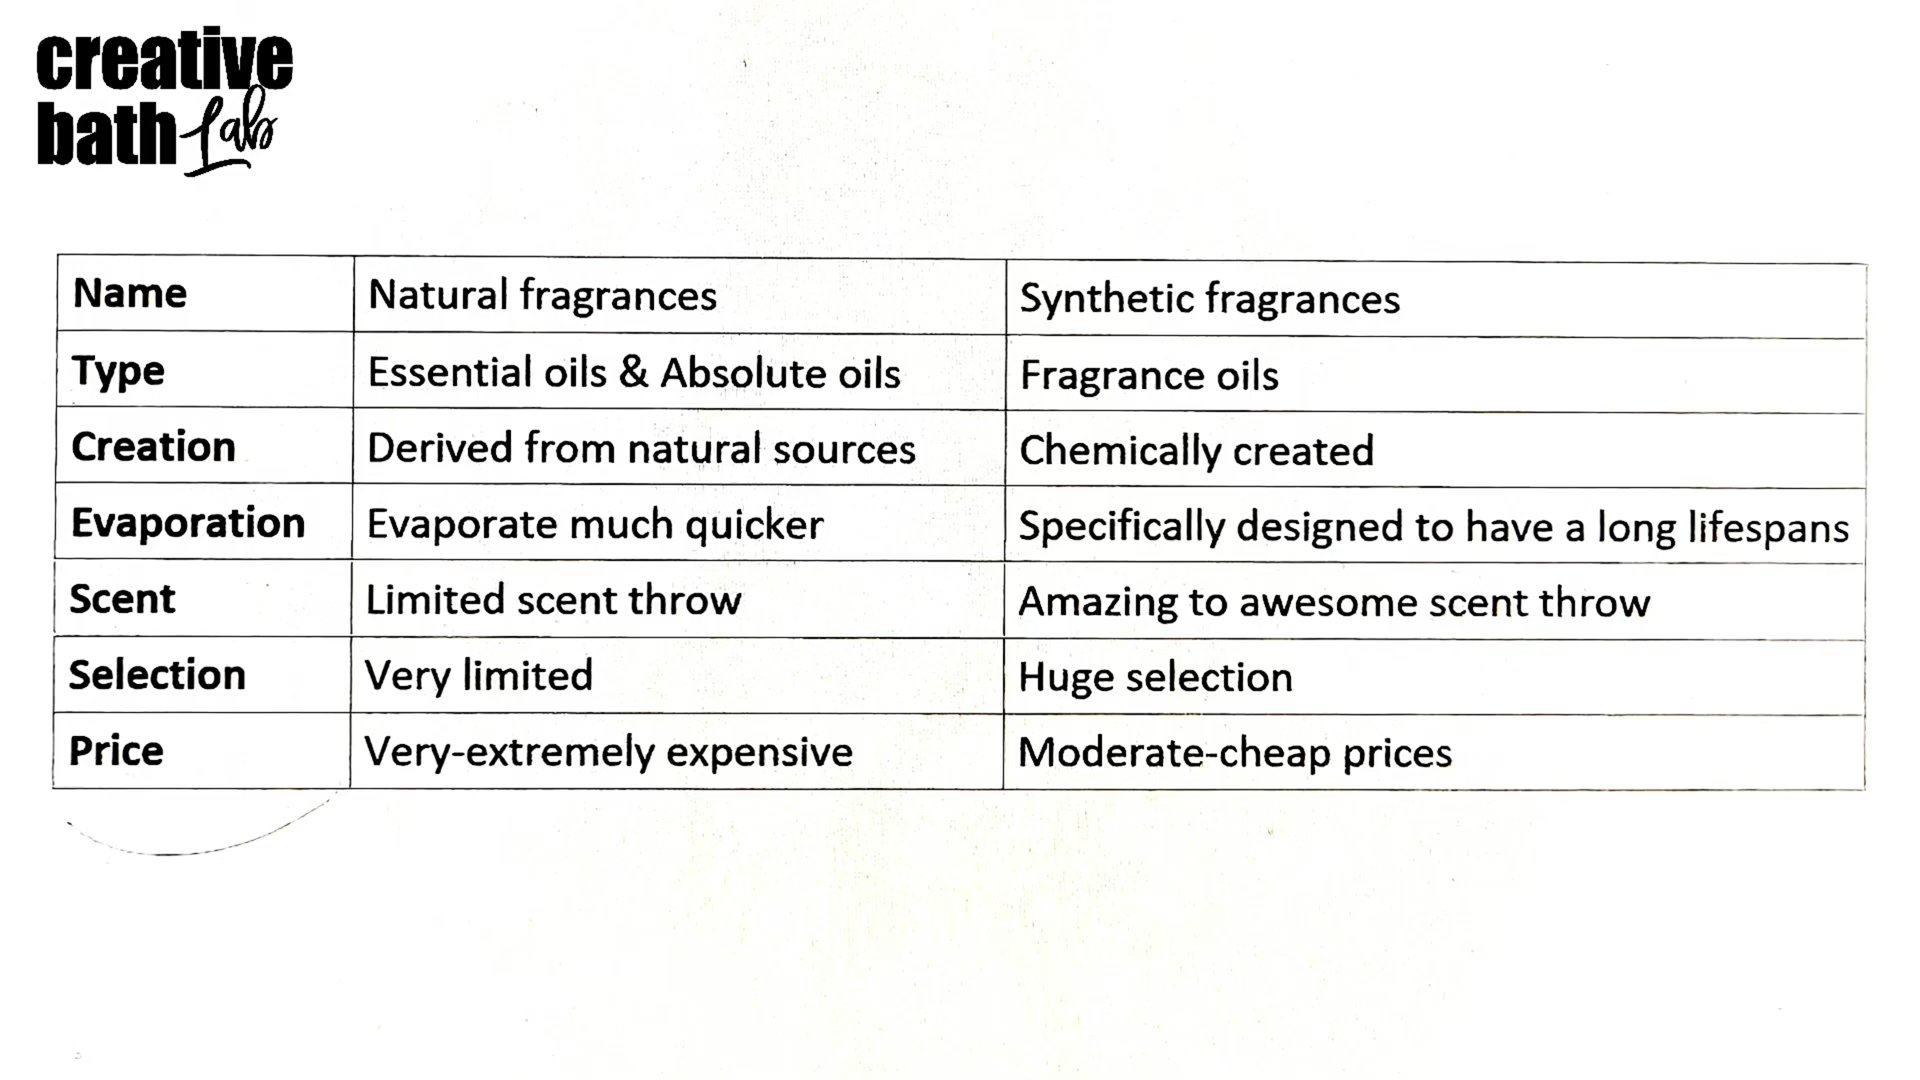 creative
bath Lab
Name Natural fragrances Synthetic fragrances
Type Essential oils & Absolute oils Fragrance oils
Creation Derived from natural sources Chemically created
Evaporation Evaporate much quicker Specifically designed to have a long lifespans
Scent Limited scent throw Amazing to awesome scent throw
Selection Very limited Huge selection
Price Very-extremely expensive Moderate-cheap prices